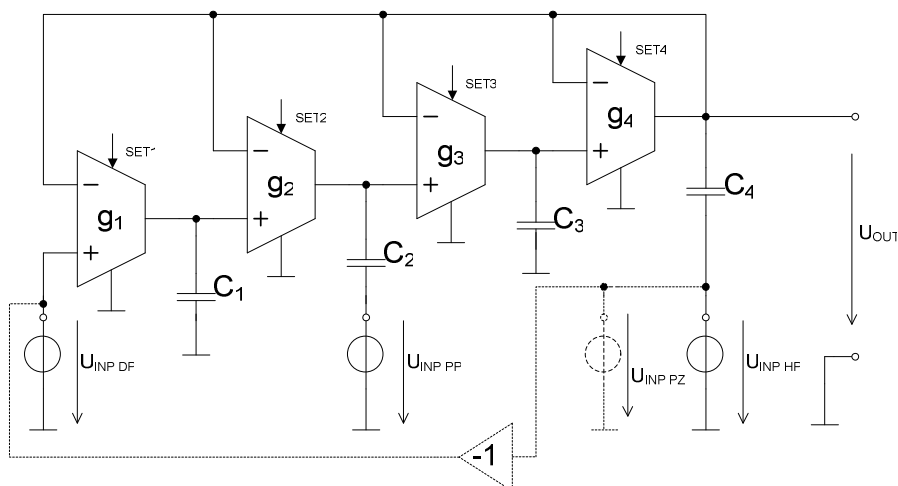 SET4
g4
SET3
g3
SET2
g2
SET1
g1
C4
C3
C2
C1
UOUT
UINP DF
UINP PP
UINP PZ
UINP HF
-1